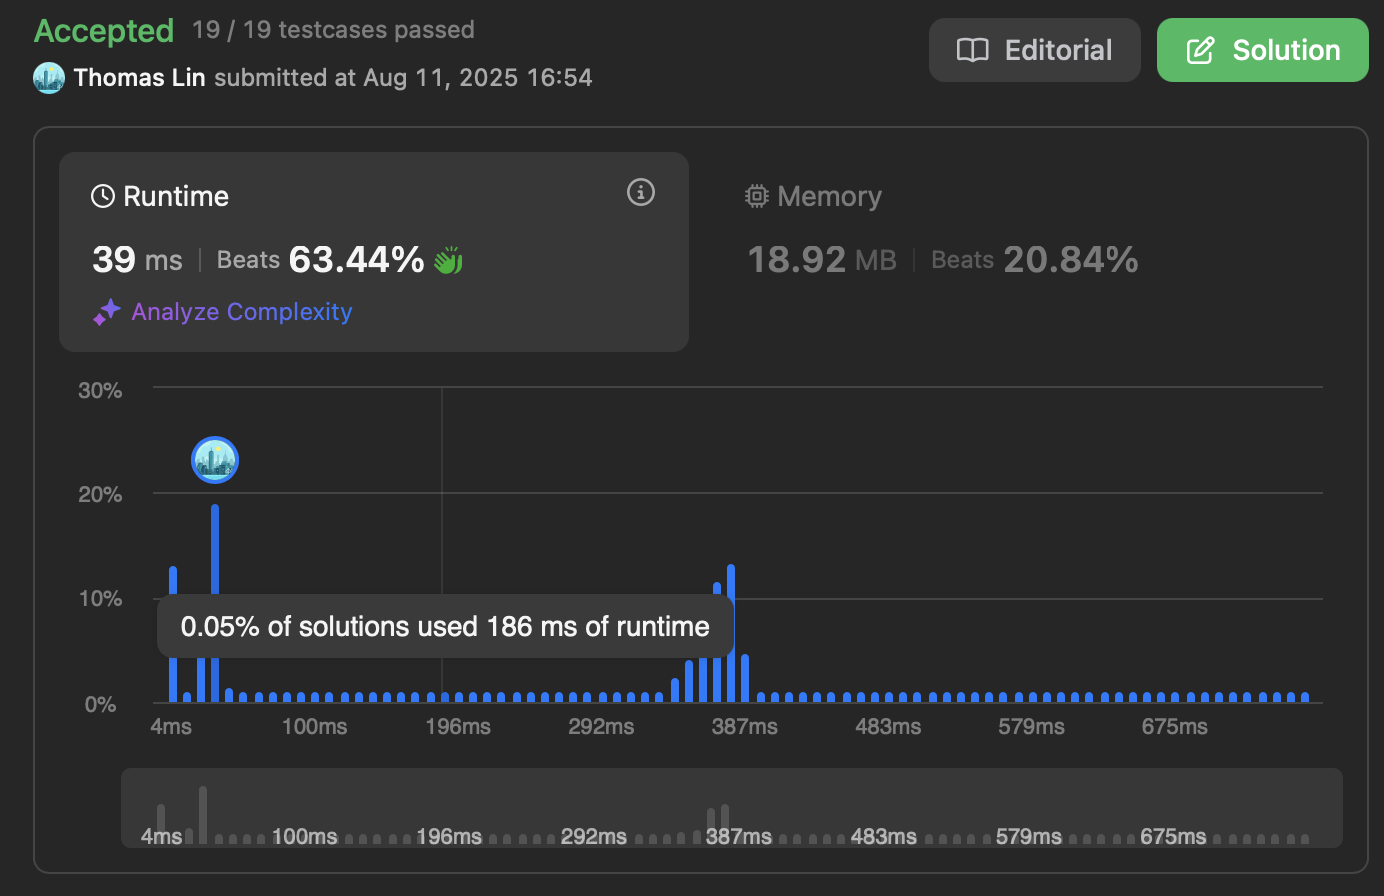 Accepted 19 / 19 testcases passed
Editorial
Solution
Thomas Lin submitted at Aug 11, 2025 16:54
Runtime
Memory
39 ms | Beats 63.44%
18.92 MB | Beats 20.84%
Analyze Complexity
30%
20%
10%
0%
0.05% of solutions used 186 ms of runtime
4ms 100ms 196ms 292ms 387ms 483ms 579ms 675ms
4ms 100ms 196ms 292ms 387ms 483ms 579ms 675ms